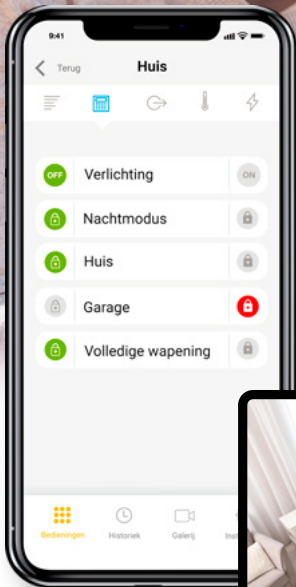 9:41
Terug
Huis
OFF
Verlichting
ON
Nachtmodus
Huis
Garage
Volledige wapening
Bedieningen
Historiek
Galerij